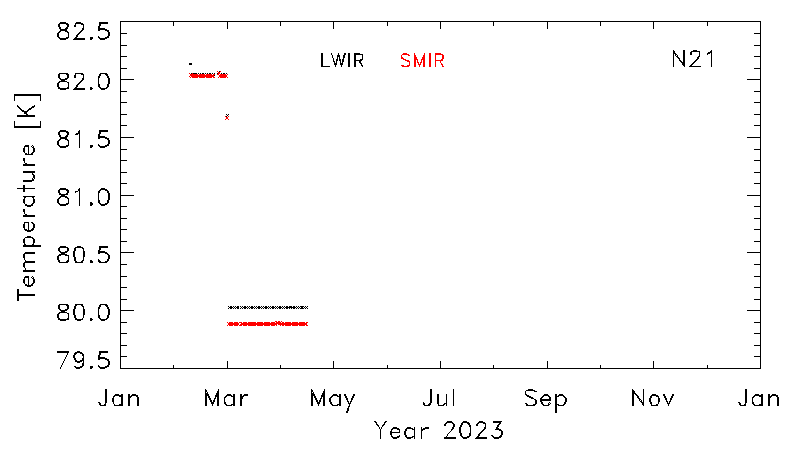 82.5
LWIR SMIR N21
82.0
81.5
81.0
80.5
80.0
79.5
Temperature [K]
Jan Mar May Jul Sep Nov Jan
Year 2023